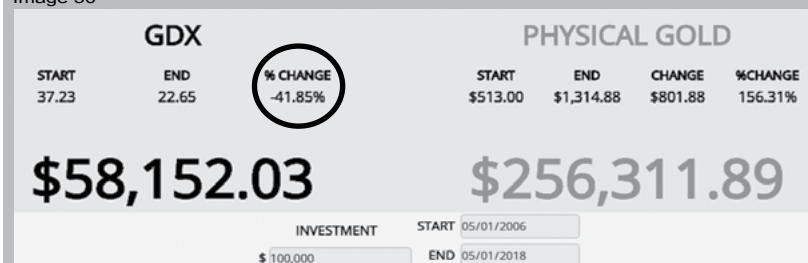 GDX
PHYSICAL GOLD
START END % CHANGE
37.23 22.65 -41.85%
START END CHANGE %CHANGE
$513.00 $1,314.88 $801.88 156.31%
$58,152.03
$256,311.89
INVESTMENT
$ 100,000
START 05/01/2006
END 05/01/2018